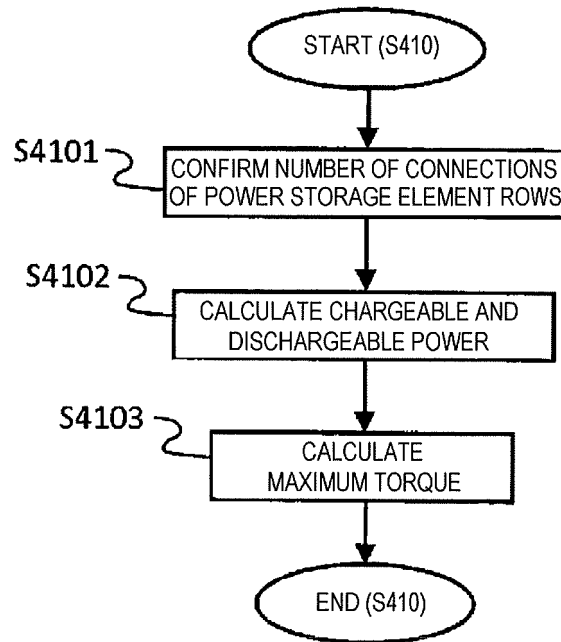 START (S410)
S4101
CONFIRM NUMBER OF CONNECTIONS
OF POWER STORAGE ELEMENT ROWS
S4102
CALCULATE CHARGEABLE AND
DISCHARGEABLE POWER
S4103
CALCULATE
MAXIMUM TORQUE
END (S410)